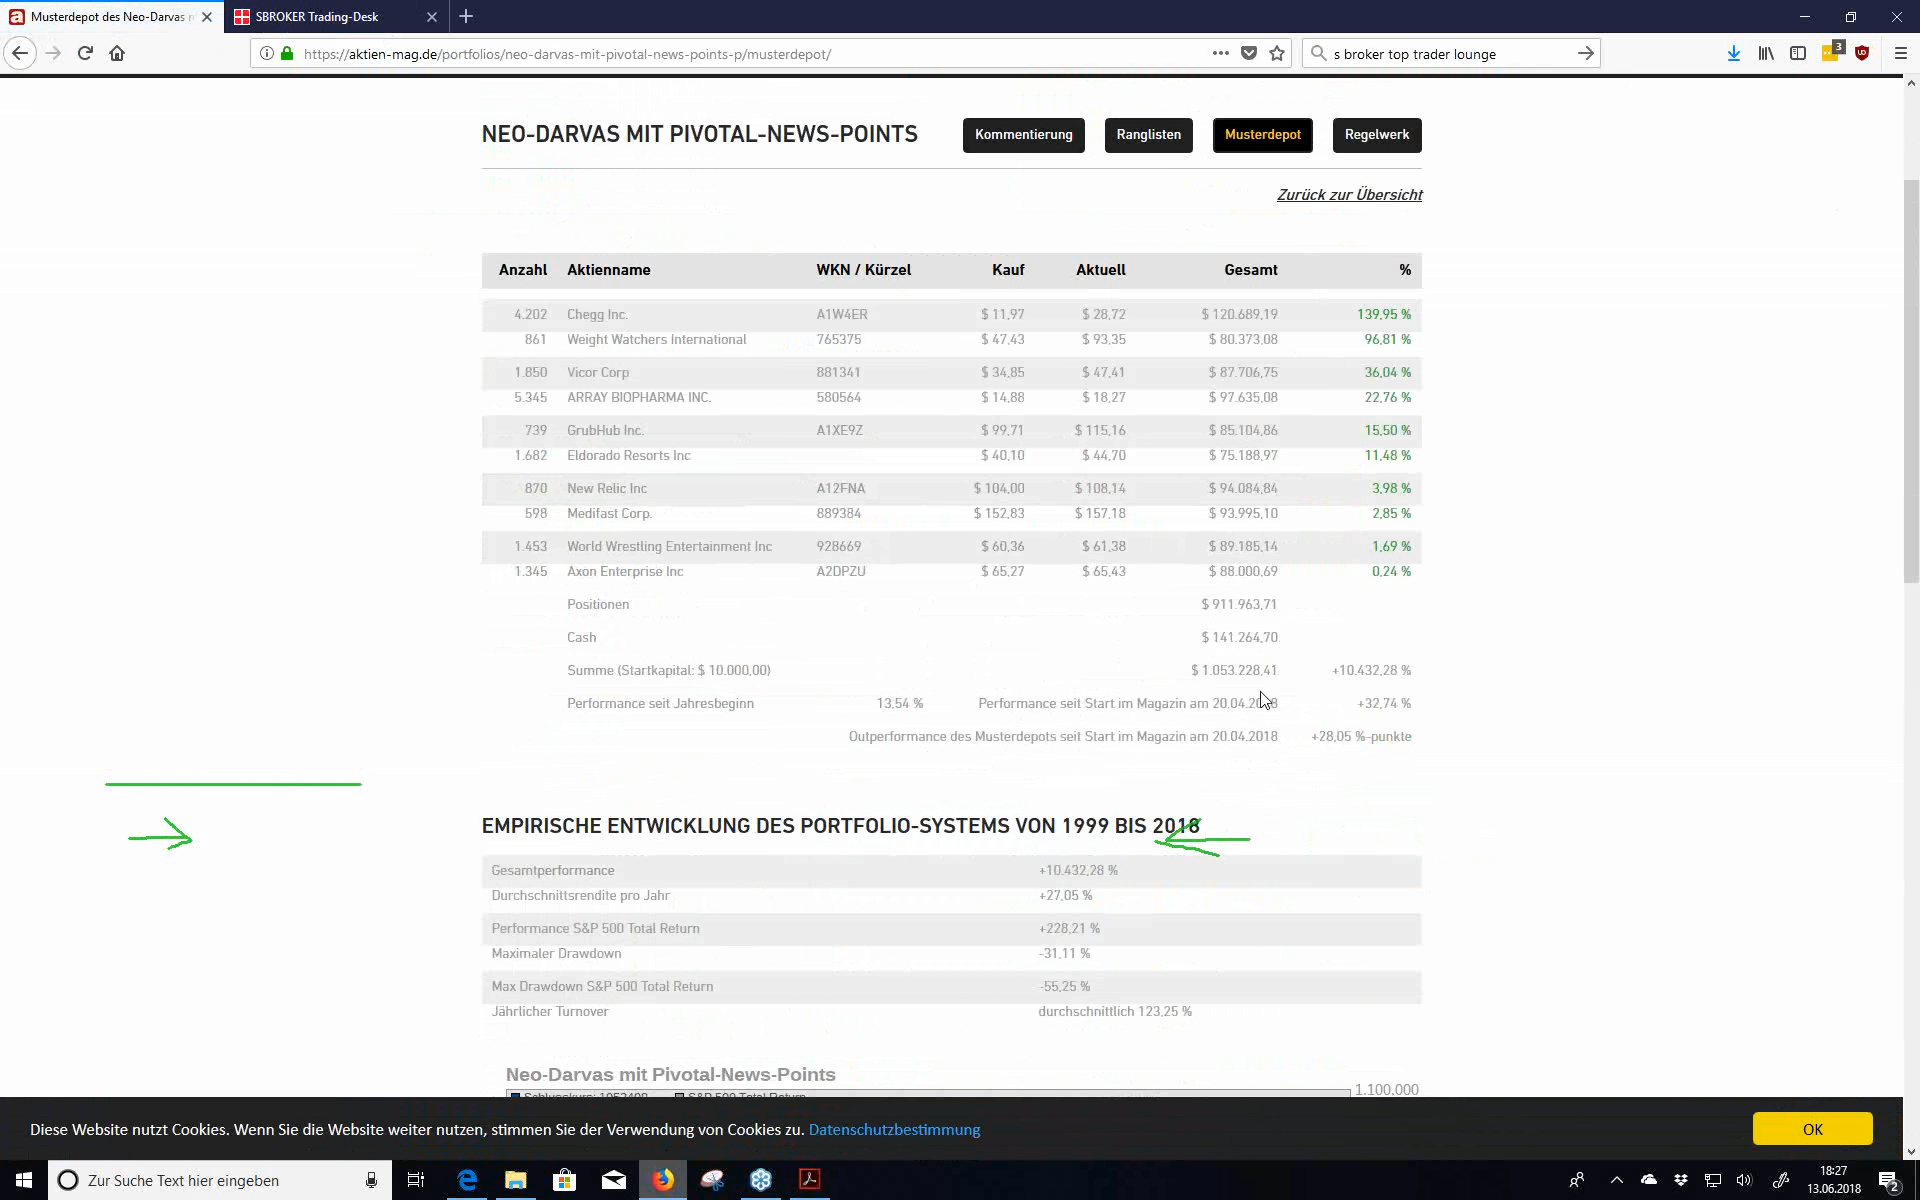 Musterdepot des Neo-Darvas
SBROKER Trading-Desk
https://aktien-mag.de/portfolios/neo-darvas-mit-pivotal-news-points-p/musterdepot/
s broker top trader lounge
3
NEO-DARVAS MIT PIVOTAL-NEWS-POINTS
Kommentierung
Ranglisten
Musterdepot
Regelwerk
Zurück zur Übersicht
Anzahl Aktienname WKN / Kürzel Kauf Aktuell Gesamt %
4.202 Chegg Inc. A1W4ER $ 11,97 $ 28,72 $ 120.689,19 139,95 %
861 Weight Watchers International 765375 $ 47,43 $ 93,35 $ 80.373,08 96,81 %
1.850 Vicor Corp 881341 $ 34,85 $ 47,41 $ 87.706,75 36,04 %
5.345 ARRAY BIOPHARMA INC. 580564 $ 14,88 $ 18,27 $ 97.635,08 22,76 %
739 GrubHub Inc. A1XE9Z $ 99,71 $ 115,16 $ 85.104,86 15,50 %
1.682 Eldorado Resorts Inc $ 40,10 $ 44,70 $ 75.188,97 11,48 %
870 New Relic Inc A12FNA $ 104,00 $ 108,14 $ 94.084,84 3,98 %
598 Medifast Corp. 889384 $ 152,83 $ 157,18 $ 93.995,10 2,85 %
1.453 World Wrestling Entertainment Inc 928669 $ 60,36 $ 61,38 $ 89.185,14 1,69 %
1.345 Axon Enterprise Inc A2DPZU $ 65,27 $ 65,43 $ 88.000,69 0,24 %
Positionen $ 911.963,71
Cash $ 141.264,70
Summe (Startkapital: $ 10.000,00) $ 1.053.228,41 +10.432,28 %
Performance seit Jahresbeginn 13,54 % Performance seit Start im Magazin am 20.04.2018 +32,74 %
Outperformance des Musterdepots seit Start im Magazin am 20.04.2018 +28,05 %-punkte
EMPIRISCHE ENTWICKLUNG DES PORTFOLIO-SYSTEMS VON 1999 BIS 2018
Gesamtperformance +10.432,28 %
Durchschnittsrendite pro Jahr +27,05 %
Performance S&P 500 Total Return +228,21 %
Maximaler Drawdown -31,11 %
Max Drawdown S&P 500 Total Return -55,25 %
Jährlicher Turnover durchschnittlich 123,25 %
Neo-Darvas mit Pivotal-News-Points
1.100.000
S&P 500 Total Return
Diese Website nutzt Cookies. Wenn Sie die Website weiter nutzen, stimmen Sie der Verwendung von Cookies zu. Datenschutzbestimmung
OK
Zur Suche Text hier eingeben
18:27
13.06.2018
2